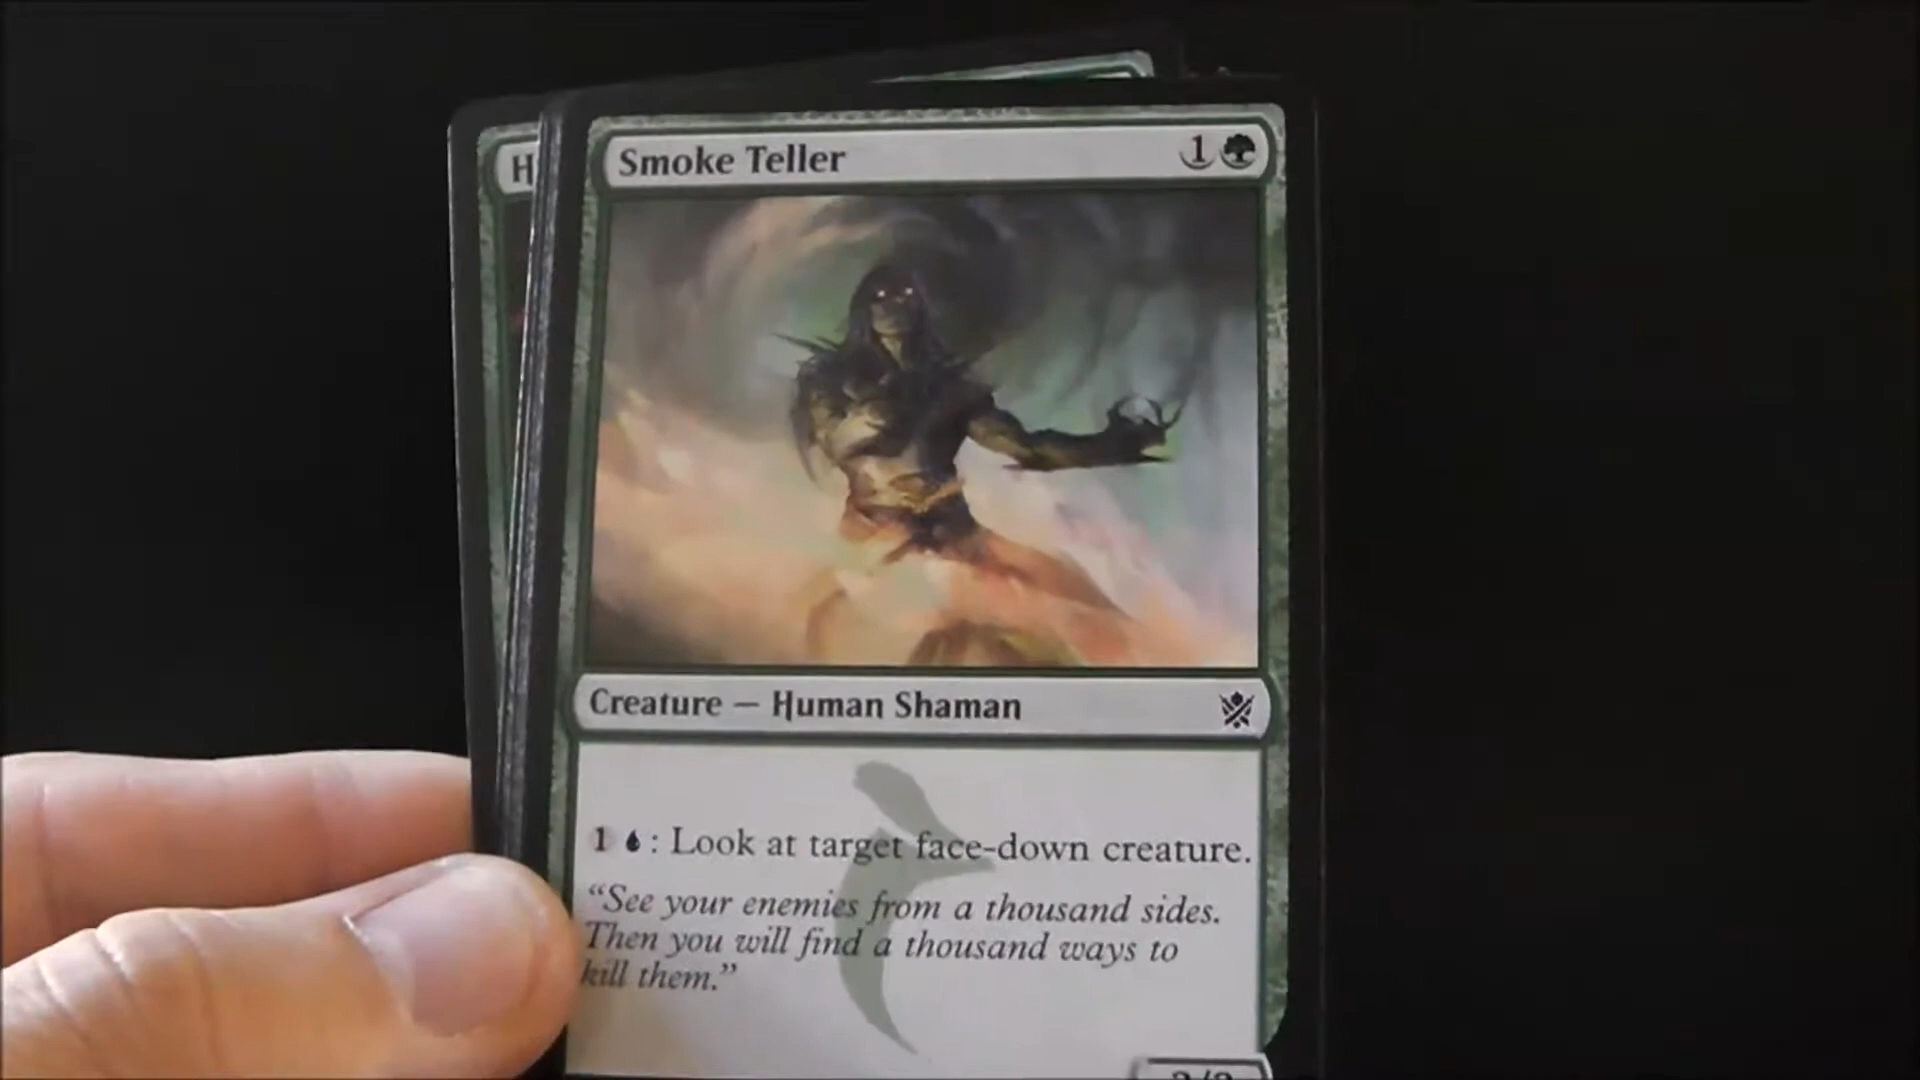 H
Smoke Teller 1
Creature — Human Shaman
1 : Look at target face-down creature.
“See your enemies from a thousand sides.
Then you will find a thousand ways to
kill them.”